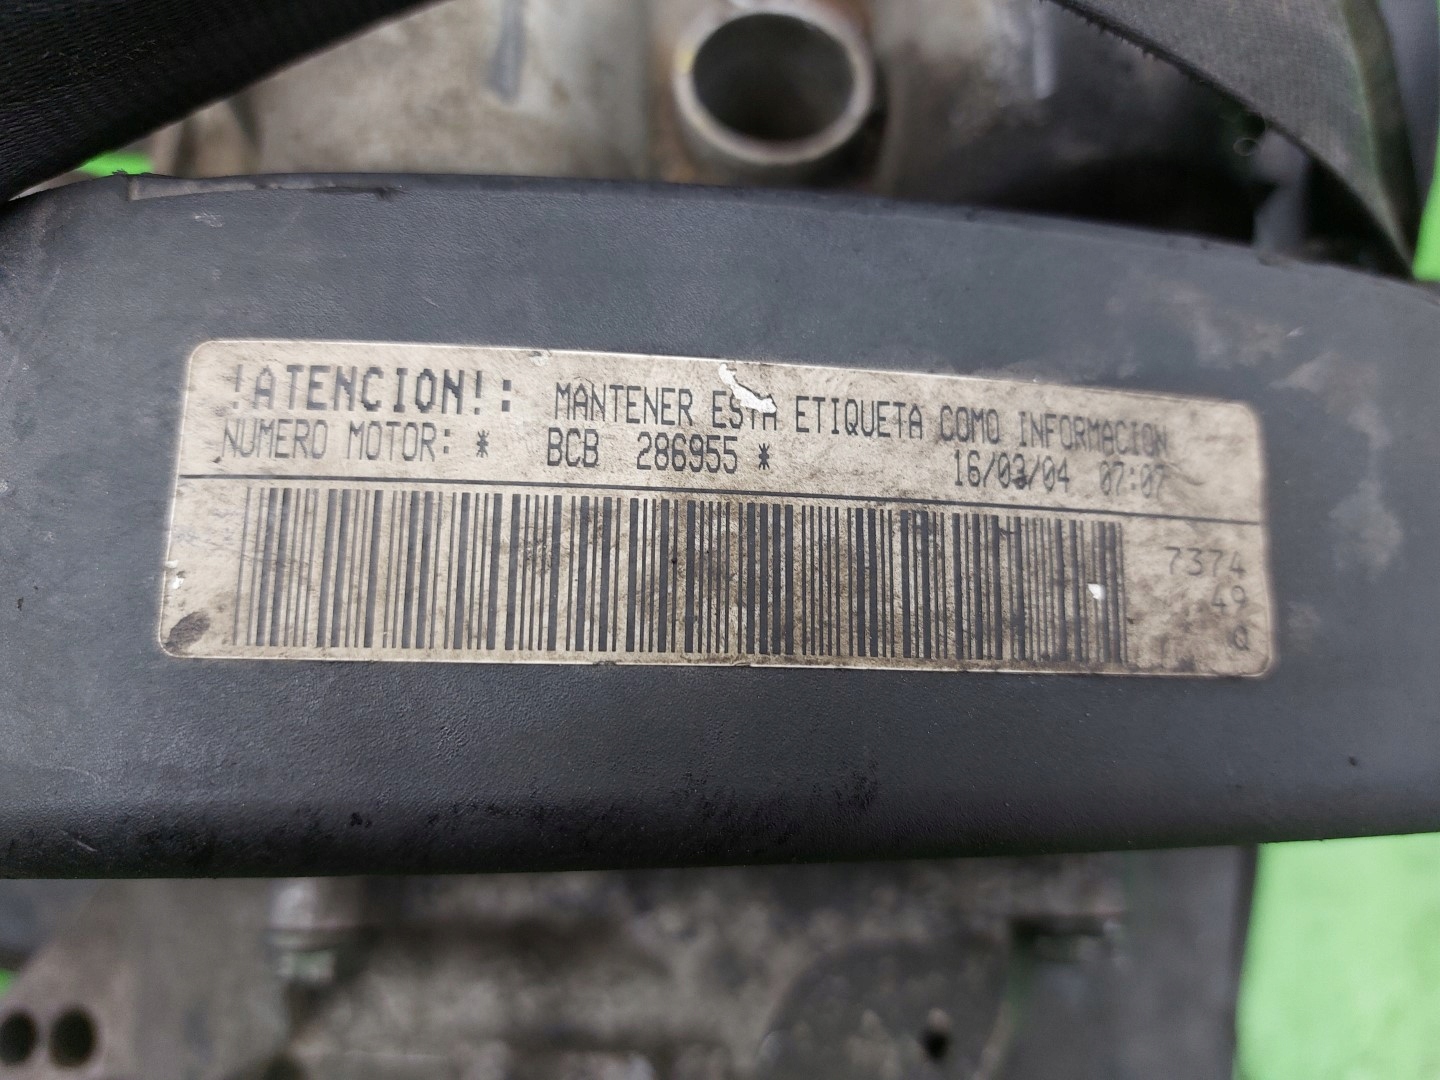 !ATENCION!: MANTENER ESTA ETIQUETA COMO INFORMACION
NUMERO MOTOR: * BCB 286955 * 16/03/04 07:07
7374
49
Q